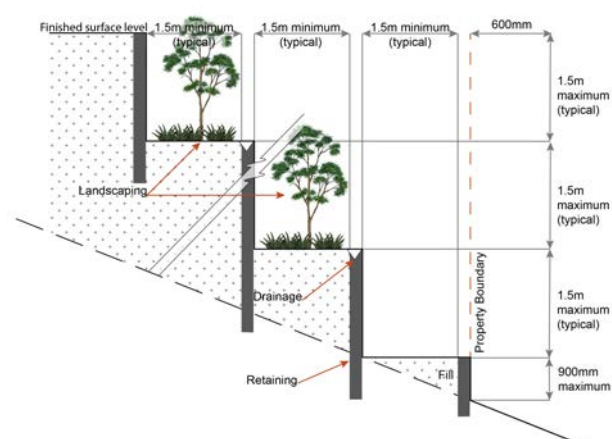 Finished surface level
1.5m minimum
(typical)
1.5m minimum
(typical)
1.5m minimum
(typical)
600mm
1.5m
maximum
(typical)
Landscaping
1.5m
maximum
(typical)
Drainage
Property Boundary
1.5m
maximum
(typical)
Retaining
Fill
900mm
maximum